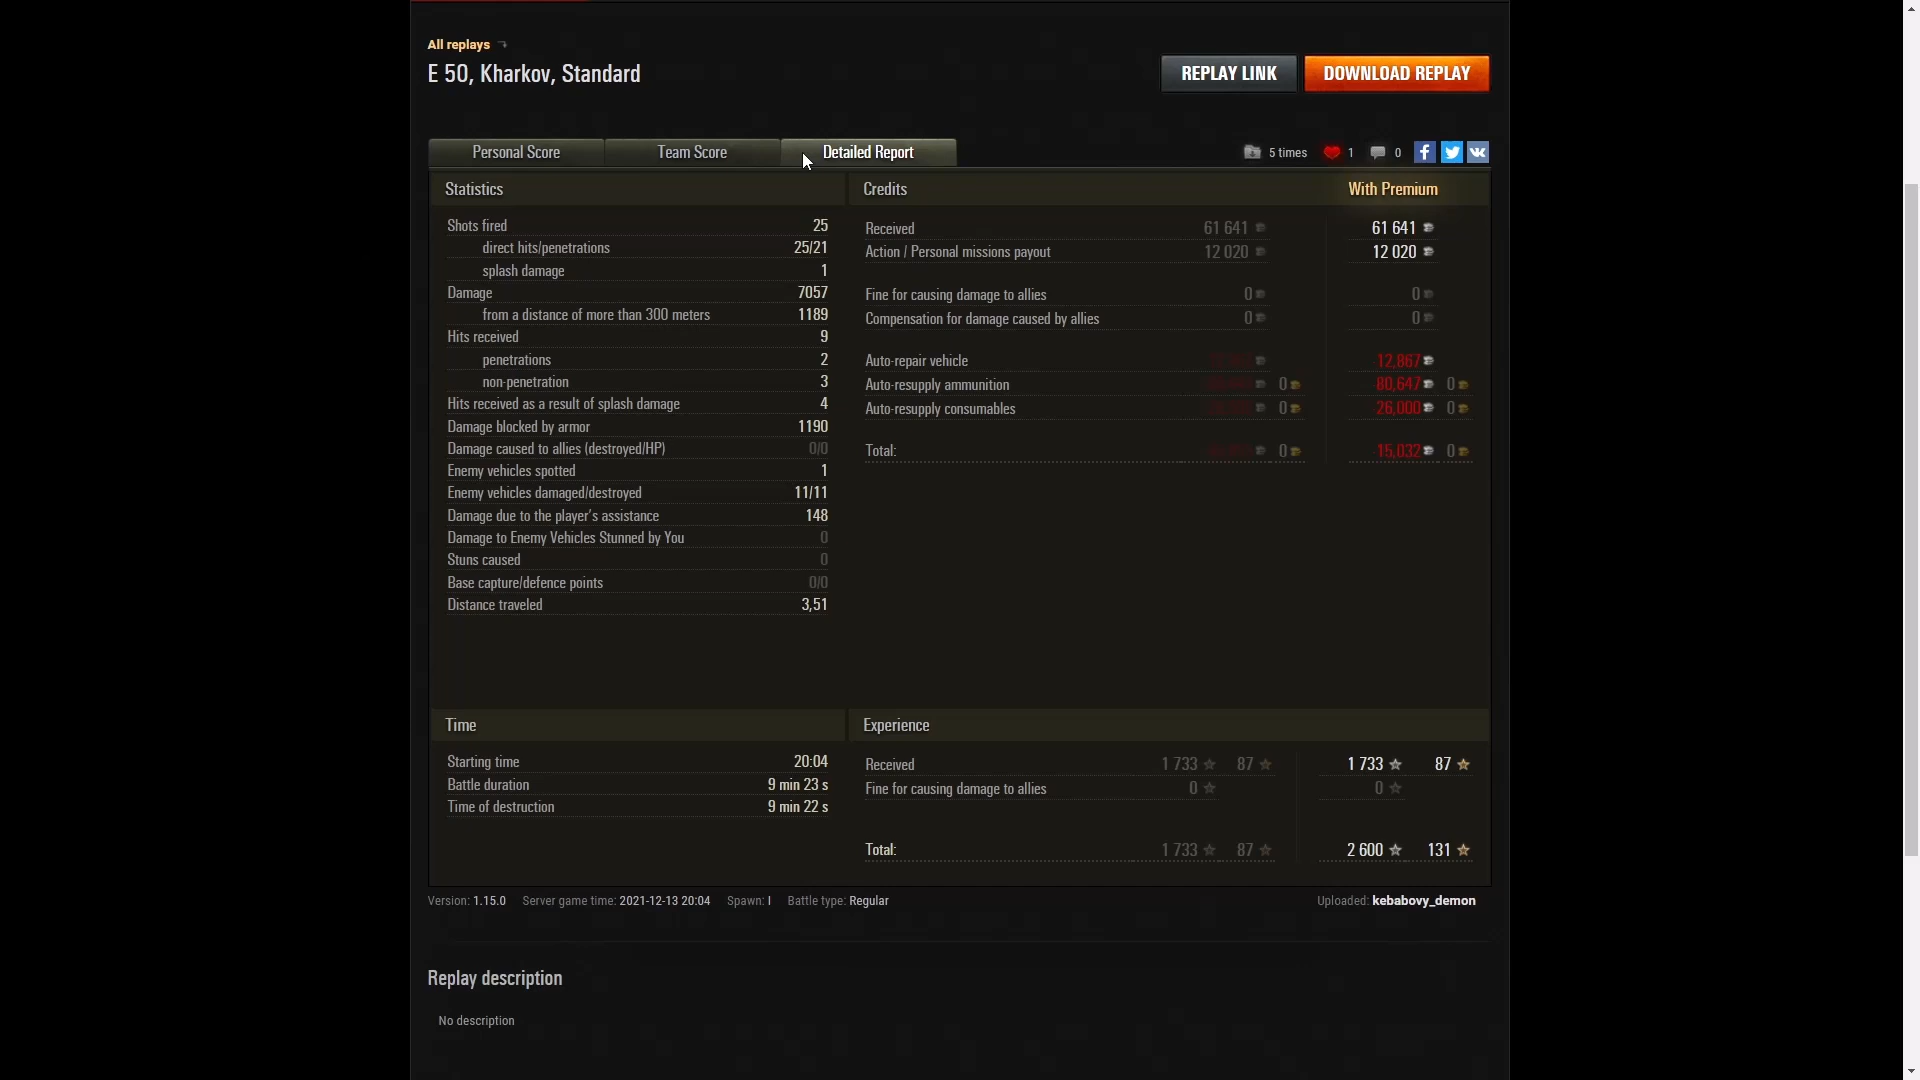 All replays
E 50, Kharkov, Standard
REPLAY LINK
DOWNLOAD REPLAY
Personal Score
Team Score
Detailed Report
5 times
1
0
Statistics
Shots fired 25
direct hits/penetrations 25/21
splash damage 1
Damage 7057
from a distance of more than 300 meters 1189
Hits received 9
penetrations 2
non-penetration 3
Hits received as a result of splash damage 4
Damage blocked by armor 1190
Damage caused to allies (destroyed/HP) 0/0
Enemy vehicles spotted 1
Enemy vehicles damaged/destroyed 11/11
Damage due to the player's assistance 148
Damage to Enemy Vehicles Stunned by You 0
Stuns caused 0
Base capture/defence points 0/0
Distance traveled 3,51
Credits With Premium
Received 61 641 61 641
Action / Personal missions payout 12 020 12 020
Fine for causing damage to allies 0 0
Compensation for damage caused by allies 0 0
Auto-repair vehicle 12,867
Auto-resupply ammunition 0 80,647 0
Auto-resupply consumables 0 26,000 0
Total: 0 15,032 0
Time
Starting time 20:04
Battle duration 9 min 23 s
Time of destruction 9 min 22 s
Experience
Received 1 733 87 1 733 87
Fine for causing damage to allies 0 0
Total: 1 733 87 2 600 131
Version: 1.15.0 Server game time: 2021-12-13 20:04 Spawn: I Battle type: Regular
Uploaded: kebabovy_demon
Replay description
No description